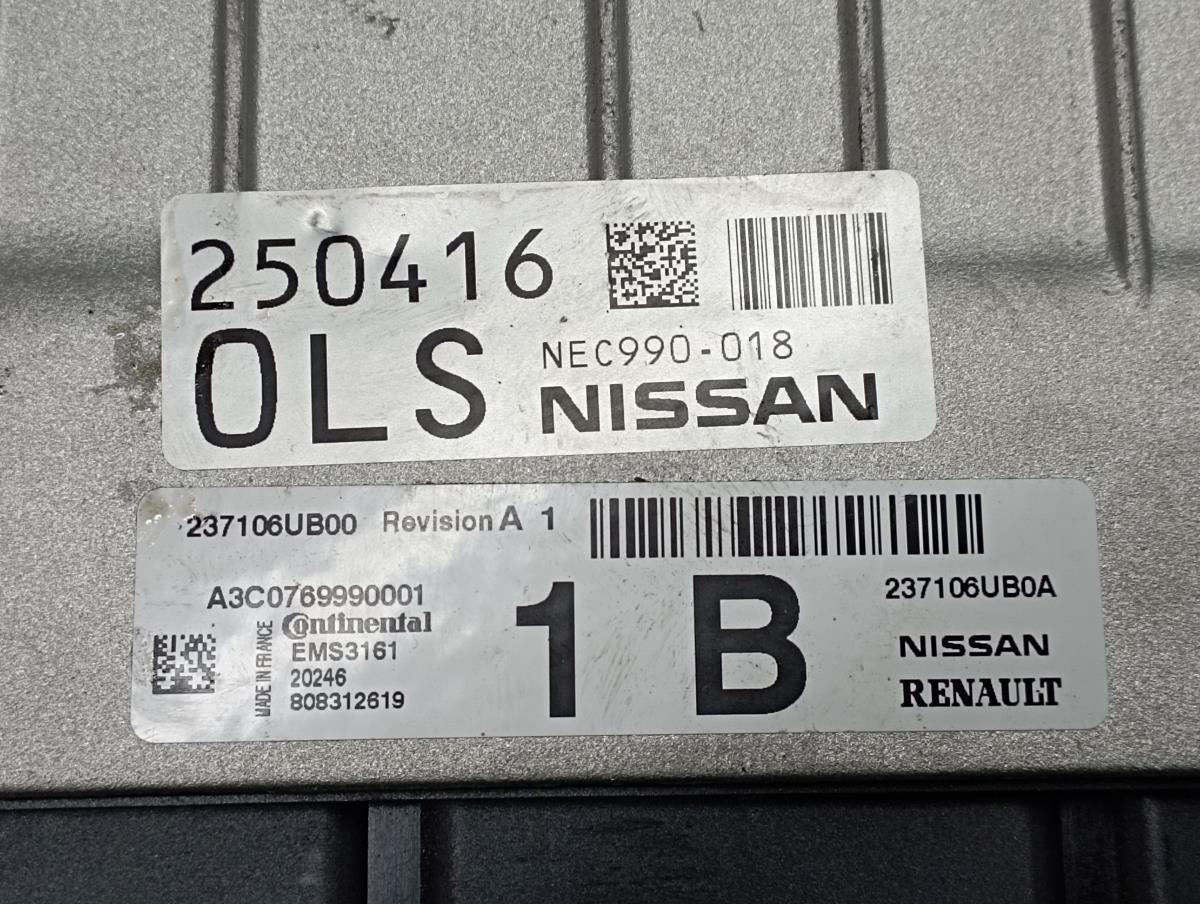 250416
0LS
NEC990-018
NISSAN
237106UB00 Revision A 1
A3C0769990001
Continental
MADE IN FRANCE
EMS3161
20246
808312619
1 B
237106UB0A
NISSAN
RENAULT